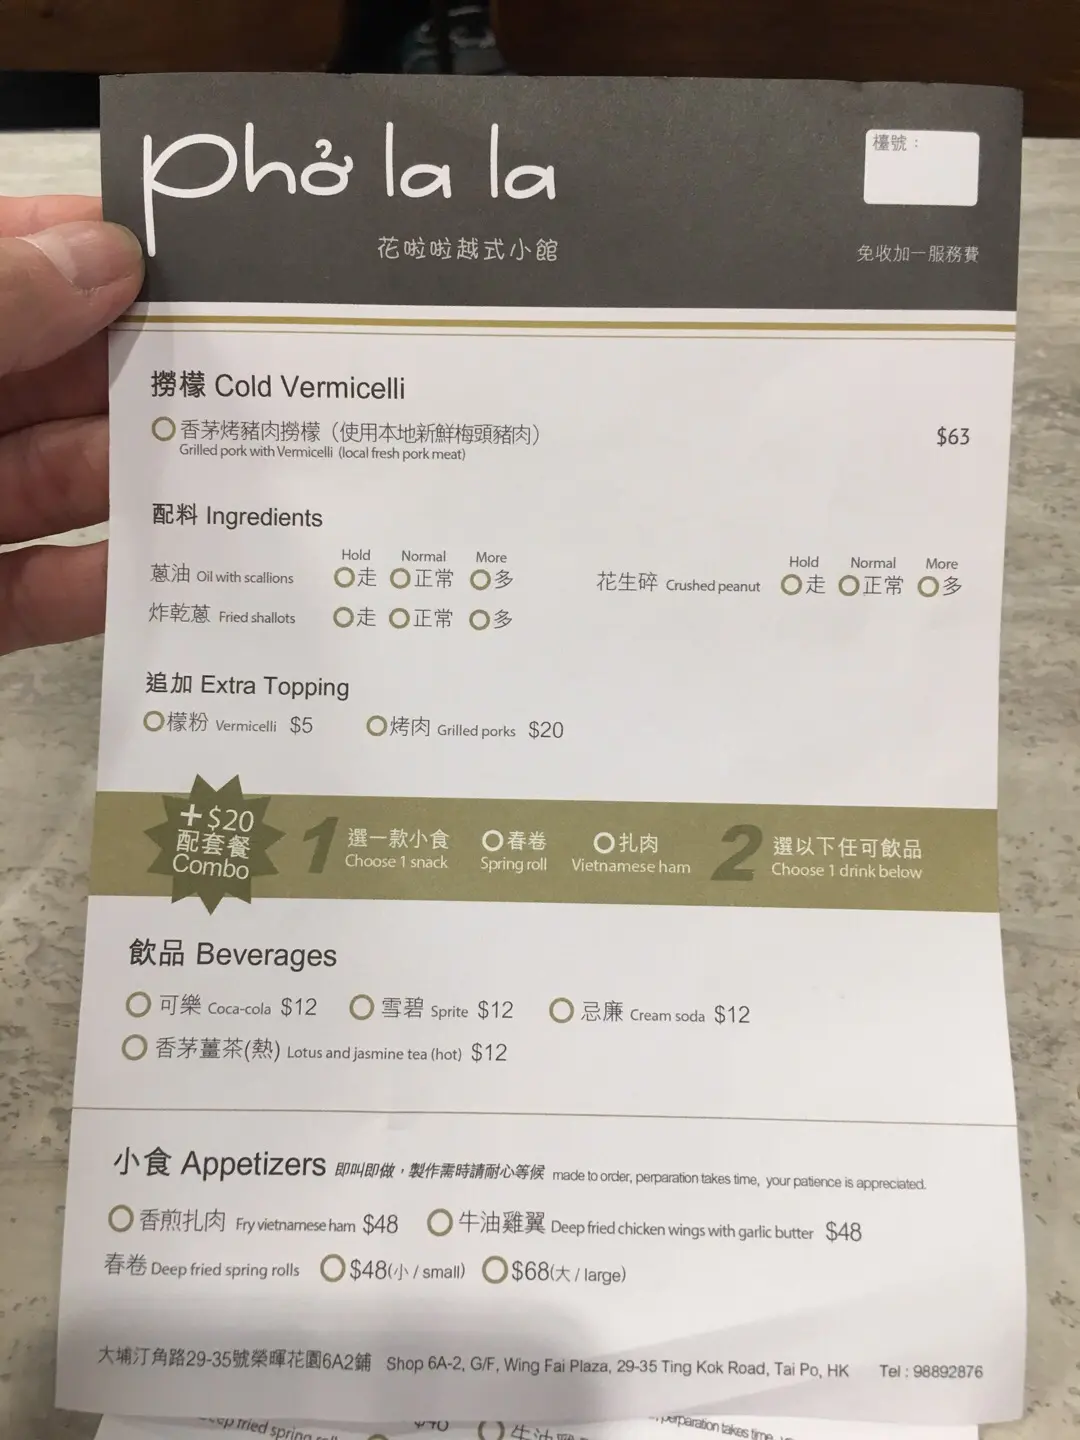 phở la la
花啦啦越式小館
檯號：
免收加一服務費
撈檬 Cold Vermicelli
香茅烤豬肉撈檬（使用本地新鮮梅頭豬肉） $63
Grilled pork with Vermicelli (local fresh pork meat)
配料 Ingredients
Hold Normal More Hold Normal More
蔥油 Oil with scallions 走 正常 多 花生碎 Crushed peanut 走 正常 多
炸乾蔥 Fried shallots 走 正常 多
追加 Extra Topping
檬粉 Vermicelli $5 烤肉 Grilled porks $20
+$20
配套餐
Combo
1 選一款小食 春卷 扎肉 2 選以下任可飲品
Choose 1 snack Spring roll Vietnamese ham Choose 1 drink below
飲品 Beverages
可樂 Coca-cola $12 雪碧 Sprite $12 忌廉 Cream soda $12
香茅薑茶(熱) Lotus and jasmine tea (hot) $12
小食 Appetizers 即叫即做，製作需時請耐心等候 made to order, perparation takes time, your patience is appreciated.
香煎扎肉 Fry vietnamese ham $48 牛油雞翼 Deep fried chicken wings with garlic butter $48
春卷 Deep fried spring rolls $48(小 / small) $68(大 / large)
大埔汀角路29-35號榮暉花園6A2鋪 Shop 6A-2, G/F, Wing Fai Plaza, 29-35 Ting Kok Road, Tai Po, HK Tel : 98892876
fried spring perparation takes time